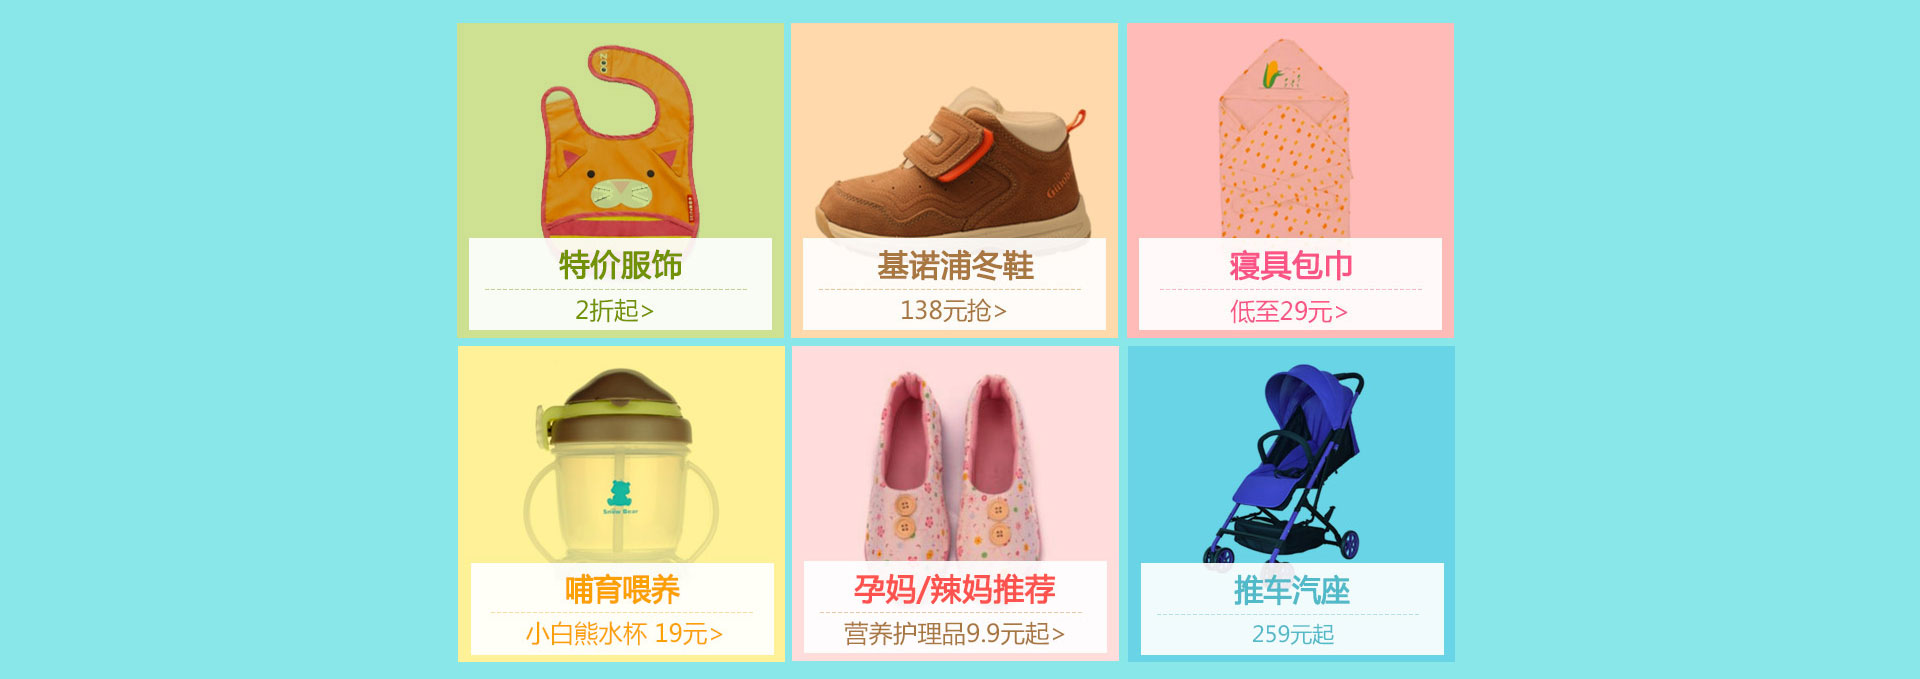 ZOO
特价服饰
2折起>
基诺浦冬鞋
138元抢>
寝具包巾
低至29元>
Snow Bear
哺育喂养
小白熊水杯 19元>
孕妈/辣妈推荐
营养护理品9.9元起>
推车汽座
259元起